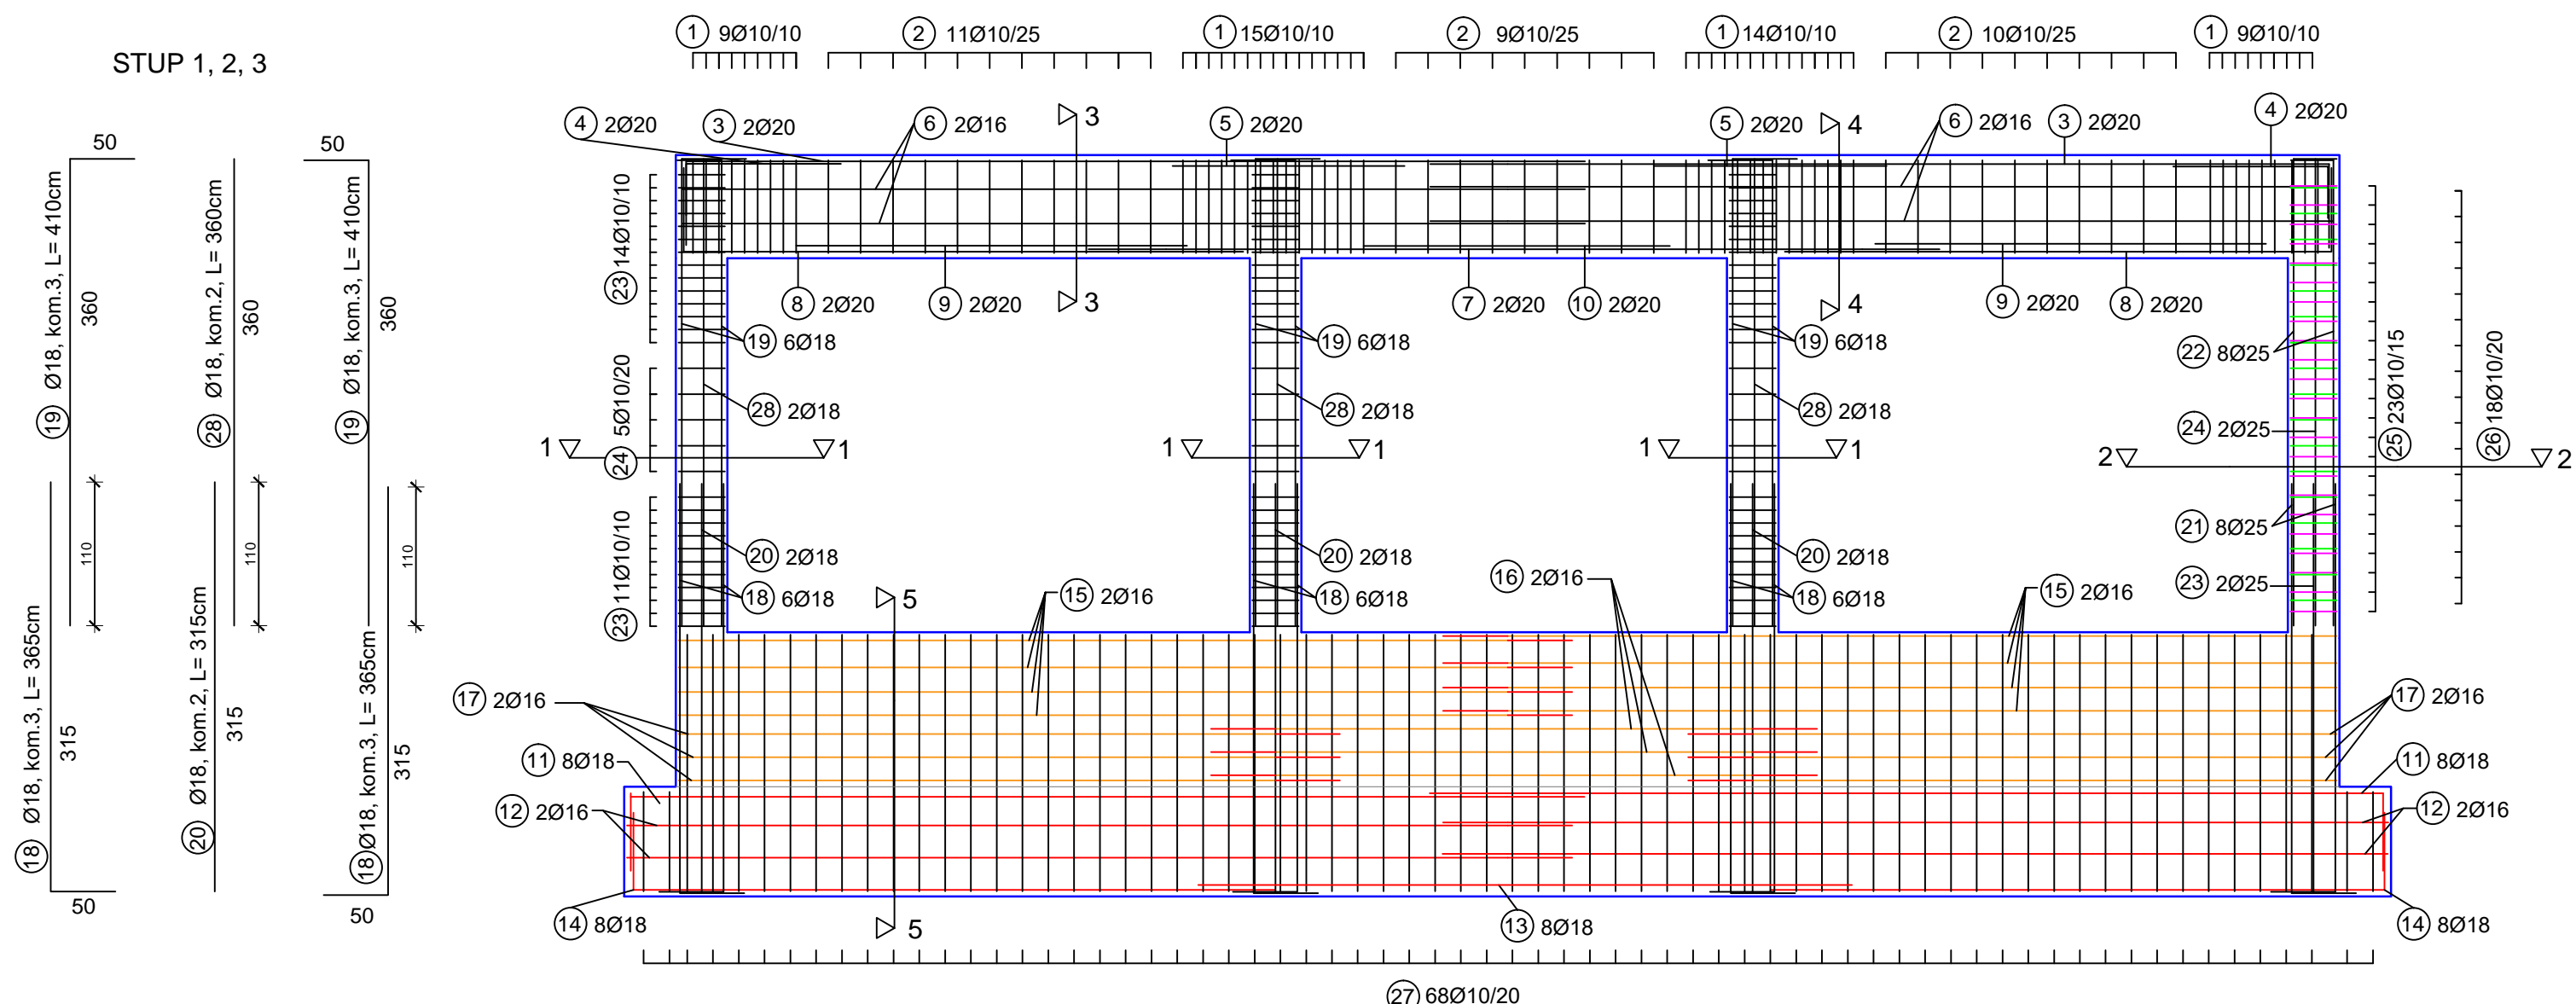 STUP 1, 2, 3
1 9Ø10/10
2 11Ø10/25
1 15Ø10/10
2 9Ø10/25
1 14Ø10/10
2 10Ø10/25
1 9Ø10/10
4 2Ø20
3 2Ø20
6 2Ø16
3
5 2Ø20
5 2Ø20
4
6 2Ø16
3 2Ø20
4 2Ø20
50
50
19 Ø18, kom.3, L= 410cm
360
28 Ø18, kom.2, L= 360cm
360
19 Ø18, kom.3, L= 410cm
360
110
110
110
18 Ø18, kom.3, L= 365cm
315
20 Ø18, kom.2, L= 315cm
315
18 Ø18, kom.3, L= 365cm
315
50
50
23 14Ø10/10
24 5Ø10/20
23 11Ø10/10
8 2Ø20
9 2Ø20
3
7 2Ø20
10 2Ø20
4
9 2Ø20
8 2Ø20
19 6Ø18
19 6Ø18
19 6Ø18
22 8Ø25
28 2Ø18
28 2Ø18
28 2Ø18
24 2Ø25
25 23Ø10/15
26 18Ø10/20
1
1
1
1
1
1
2
2
20 2Ø18
20 2Ø18
20 2Ø18
21 8Ø25
18 6Ø18
18 6Ø18
18 6Ø18
23 2Ø25
5
15 2Ø16
16 2Ø16
15 2Ø16
17 2Ø16
17 2Ø16
11 8Ø18
11 8Ø18
12 2Ø16
12 2Ø16
14 8Ø18
5
13 8Ø18
14 8Ø18
27 68Ø10/20